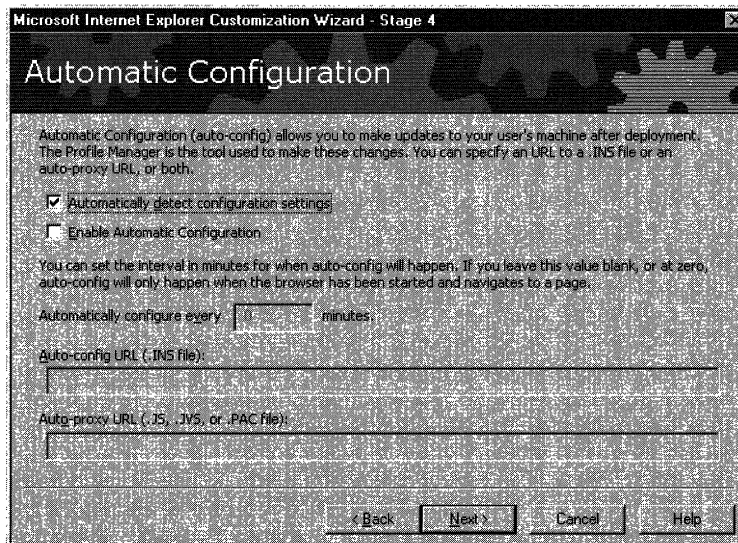 Microsoft Internet Explorer Customization Wizard - Stage 4
Automatic Configuration
Automatic Configuration (auto-config) allows you to make updates to your user's machine after deployment.
The Profile Manager is the tool used to make these changes. You can specify an URL to a .INS file or an
auto-proxy URL, or both.
Automatically detect configuration settings
Enable Automatic Configuration
You can set the interval in minutes for when auto-config will happen. If you leave this value blank, or at zero,
auto-config will only happen when the browser has been started and navigates to a page.
Automatically configure every minutes.
Auto-config URL (.INS file):
Auto-proxy URL (.JS, .JVS, or .PAC file):
< Back Next > Cancel Help